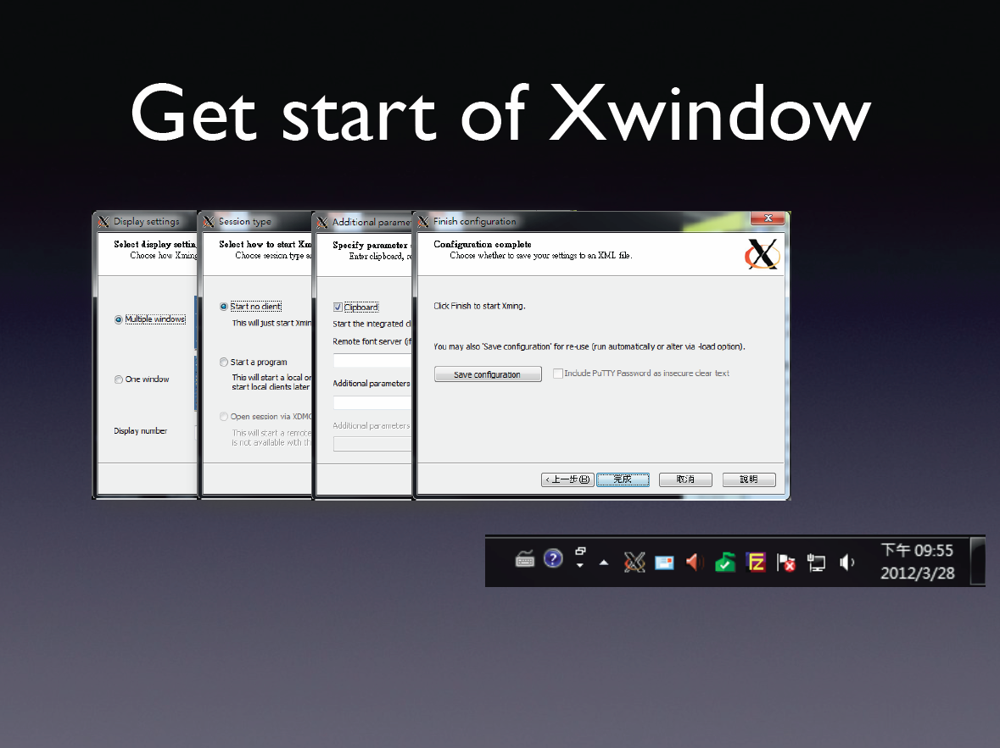 Get start of Xwindow
Display settings
Select display settin
Choose how Xming
Multiple windows
One window
Display number
Session type
Select how to start Xm
Choose session type a
Start no client
This will just start Xmin
Start a program
This will start a local or
start local clients later
Open session via XDMC
This will start a remote
is not available with th
Additional parame
Specify parameter
Enter clipboard, re
Clipboard
Start the integrated cl
Remote font server (if
Additional parameters
Additional parameters
Finish configuration
Configuration complete
Choose whether to save your settings to an XML file.
Click Finish to start Xming.
You may also 'Save configuration' for re-use (run automatically or alter via -load option).
Save configuration
Include PuTTY Password as insecure clear text
< 上一步(B)
完成
取消
說明
下午 09:55
2012/3/28